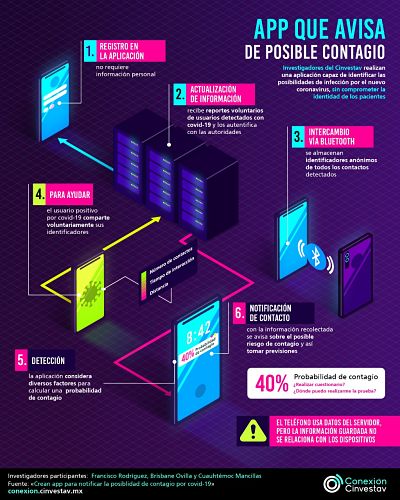 APP QUE AVISA
DE POSIBLE CONTAGIO
Investigadores del Cinvestav realizan
una aplicación capaz de identificar las
posibilidades de infección por el nuevo
coronavirus, sin comprometer la
identidad de los pacientes
1. REGISTRO EN
LA APLICACIÓN
no requiere
información personal
2. ACTUALIZACIÓN
DE INFORMACIÓN
recibe reportes voluntarios
de usuarios detectados con
covid-19 y los autentifica
con las autoridades
3. INTERCAMBIO
VÍA BLUETOOTH
se almacenan
identificadores anónimos
de todos los contactos
detectados
4. PARA AYUDAR
el usuario positivo
por covid-19 comparte
voluntariamente sus
identificadores
Número de contactos
Tiempo de interacción
Distancia
5. DETECCIÓN
la aplicación considera
diversos factores para
calcular una probabilidad
de contagio
8:42
40% Probabilidad
de contagio
6. NOTIFICACIÓN
DE CONTACTO
con la información recolectada
se avisa sobre el posible
riesgo de contagio y así
tomar previsiones
40%
Probabilidad de contagio
¿Realizar cuestionario?
¿Dónde puedo realizarme la prueba?
EL TELÉFONO USA DATOS DEL SERVIDOR,
PERO LA INFORMACIÓN GUARDADA NO
SE RELACIONA CON LOS DISPOSITIVOS
Investigadores participantes: Francisco Rodríguez, Brisbane Ovilla y Cuauhtémoc Mancillas
Fuente: «Crean app para notificar la posiblidad de contagio por covid-19»
conexion.cinvestav.mx
Conexión
Cinvestav